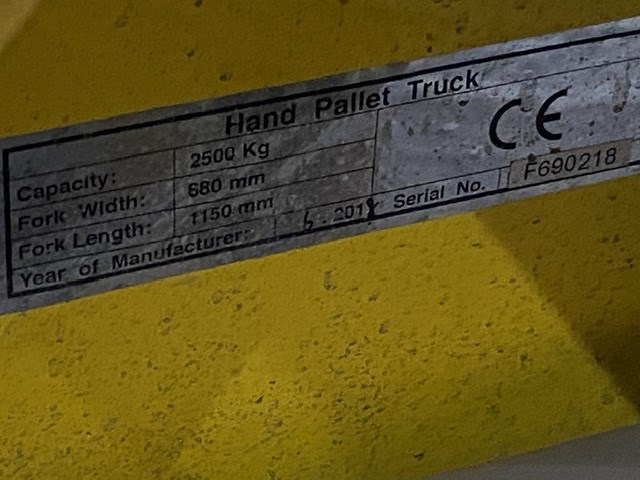 Hand Pallet Truck
Capacity: 2500 Kg CE
Fork Width: 680 mm
Fork Length: 1150 mm
Year of Manufacturer: 201 Serial No. F690218